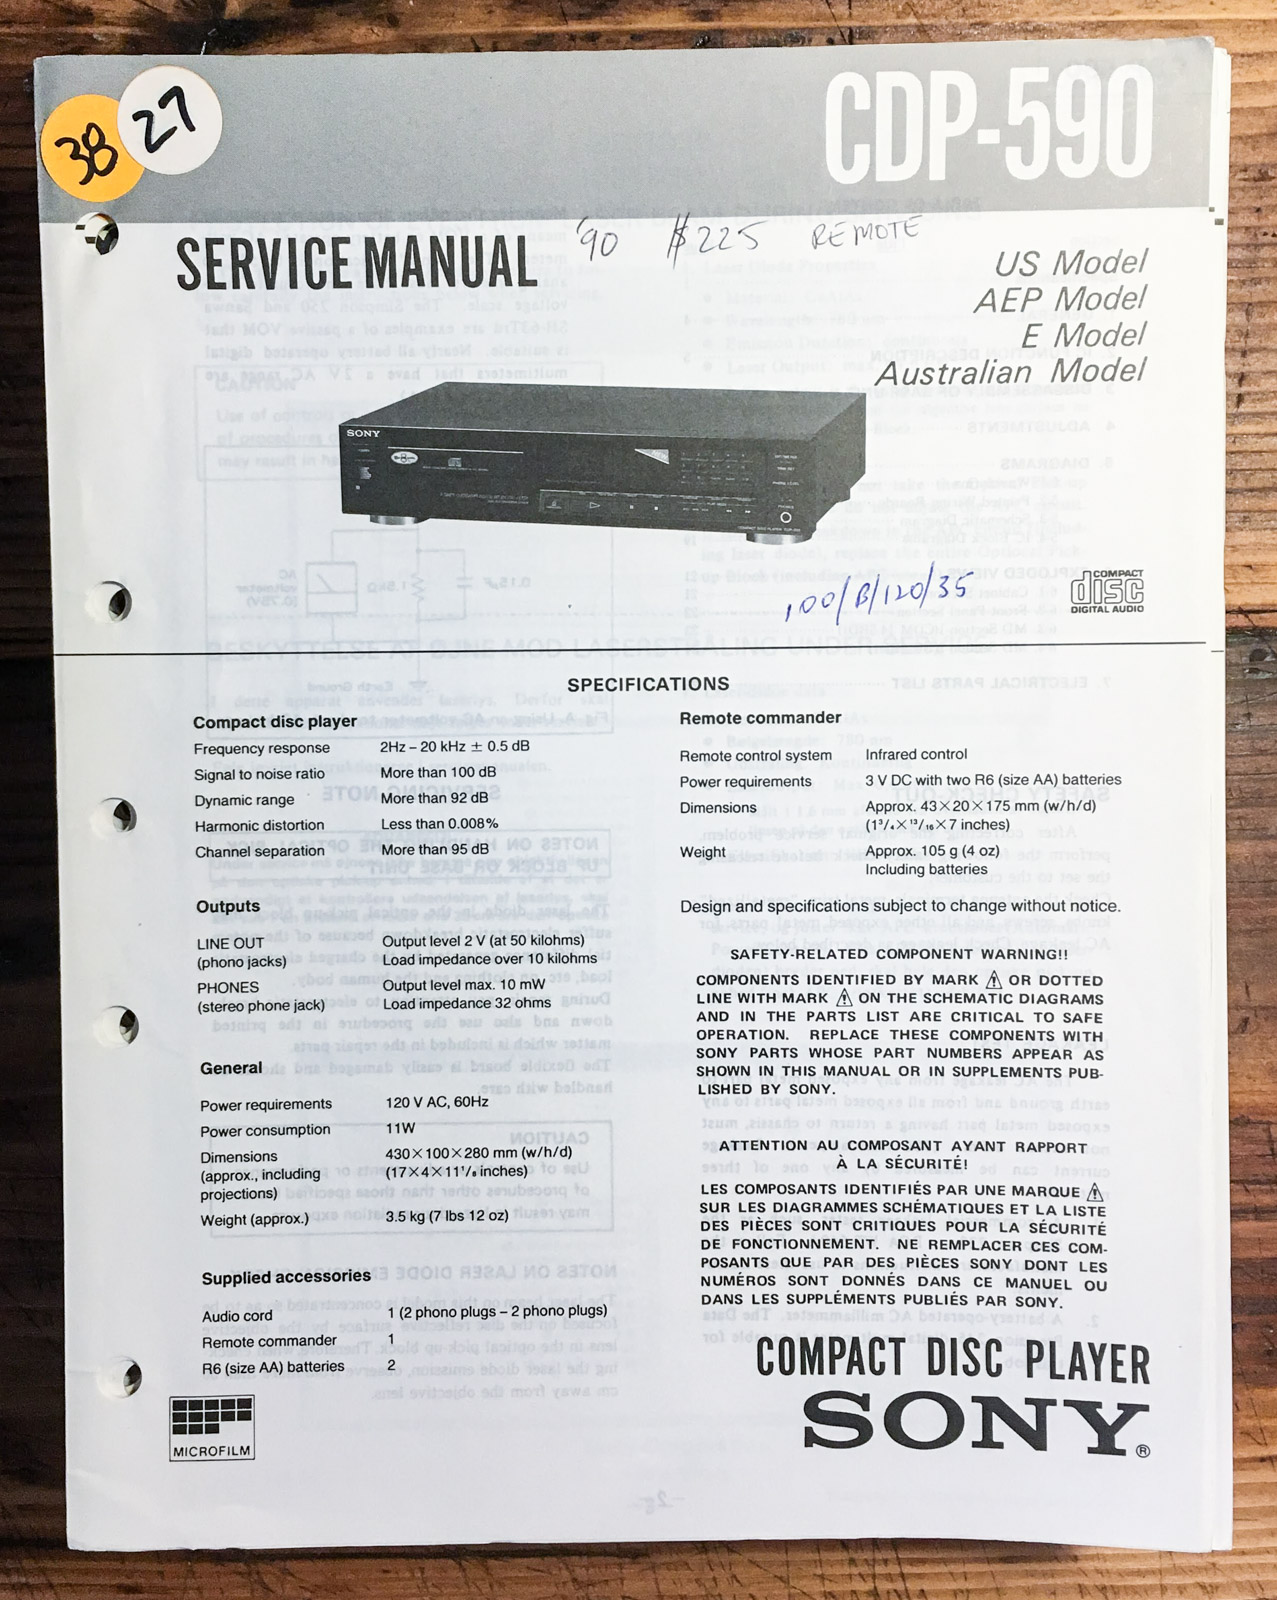 38
27
CDP-590
SERVICE MANUAL
'90 $225 REMOTE
US Model
AEP Model
E Model
Australian Model
SONY
,00/B/120/35
COMPACT
disc
DIGITAL AUDIO
SPECIFICATIONS
Compact disc player
Frequency response 2Hz – 20 kHz ± 0.5 dB
Signal to noise ratio More than 100 dB
Dynamic range More than 92 dB
Harmonic distortion Less than 0.008%
Channel separation More than 95 dB
Outputs
LINE OUT Output level 2 V (at 50 kilohms)
(phono jacks) Load impedance over 10 kilohms
PHONES Output level max. 10 mW
(stereo phone jack) Load impedance 32 ohms
General
Power requirements 120 V AC, 60Hz
Power consumption 11W
Dimensions 430×100×280 mm (w/h/d)
(approx., including (17×4×11¹/₈ inches)
projections)
Weight (approx.) 3.5 kg (7 lbs 12 oz)
Supplied accessories
Audio cord 1 (2 phono plugs – 2 phono plugs)
Remote commander 1
R6 (size AA) batteries 2
MICROFILM
Remote commander
Remote control system Infrared control
Power requirements 3 V DC with two R6 (size AA) batteries
Dimensions Approx. 43×20×175 mm (w/h/d)
(1³/₄×¹³/₁₆×7 inches)
Weight Approx. 105 g (4 oz)
Including batteries
Design and specifications subject to change without notice.
SAFETY-RELATED COMPONENT WARNING!!
COMPONENTS IDENTIFIED BY MARK ⚠ OR DOTTED
LINE WITH MARK ⚠ ON THE SCHEMATIC DIAGRAMS
AND IN THE PARTS LIST ARE CRITICAL TO SAFE
OPERATION. REPLACE THESE COMPONENTS WITH
SONY PARTS WHOSE PART NUMBERS APPEAR AS
SHOWN IN THIS MANUAL OR IN SUPPLEMENTS PUB-
LISHED BY SONY.
ATTENTION AU COMPOSANT AYANT RAPPORT
À LA SÉCURITÉ!
LES COMPOSANTS IDENTIFIÉS PAR UNE MARQUE ⚠
SUR LES DIAGRAMMES SCHÉMATIQUES ET LA LISTE
DES PIÈCES SONT CRITIQUES POUR LA SÉCURITÉ
DE FONCTIONNEMENT. NE REMPLACER CES COM-
POSANTS QUE PAR DES PIÈCES SONY DONT LES
NUMÉROS SONT DONNÉS DANS CE MANUEL OU
DANS LES SUPPLÉMENTS PUBLIÉS PAR SONY.
COMPACT DISC PLAYER
SONY®